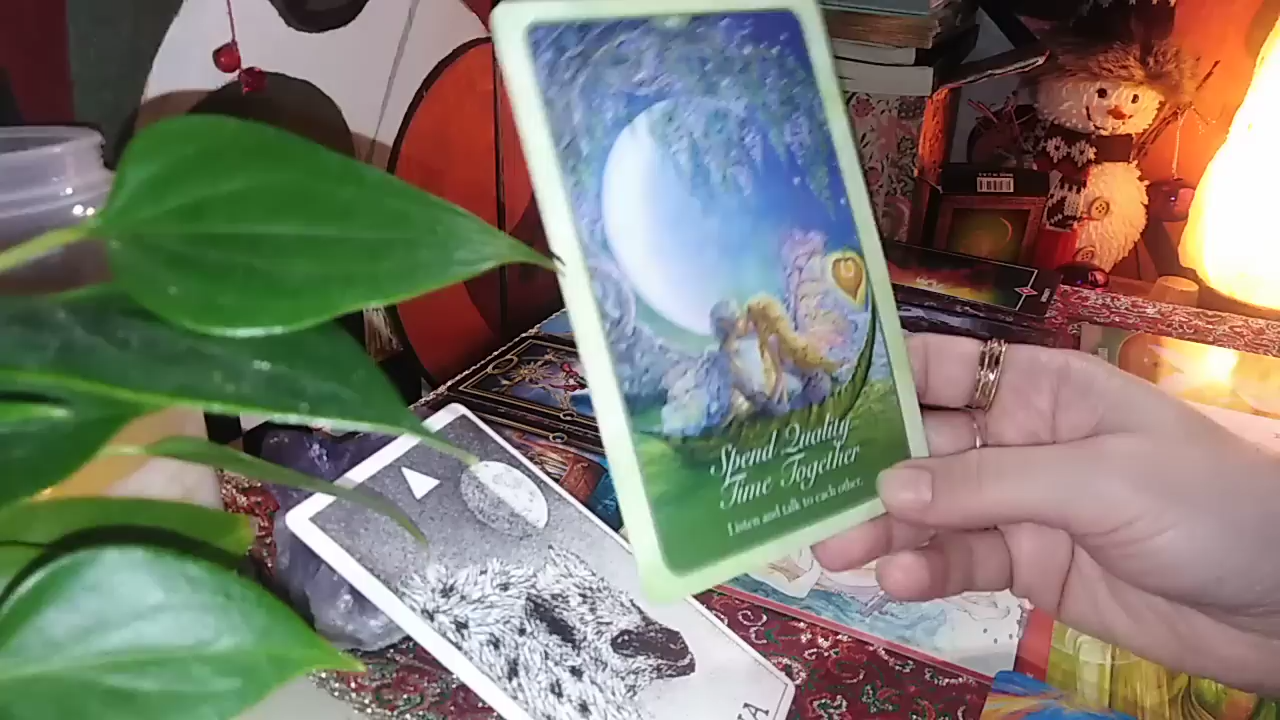 Spend Quality
Time Together
Listen and talk to each other.